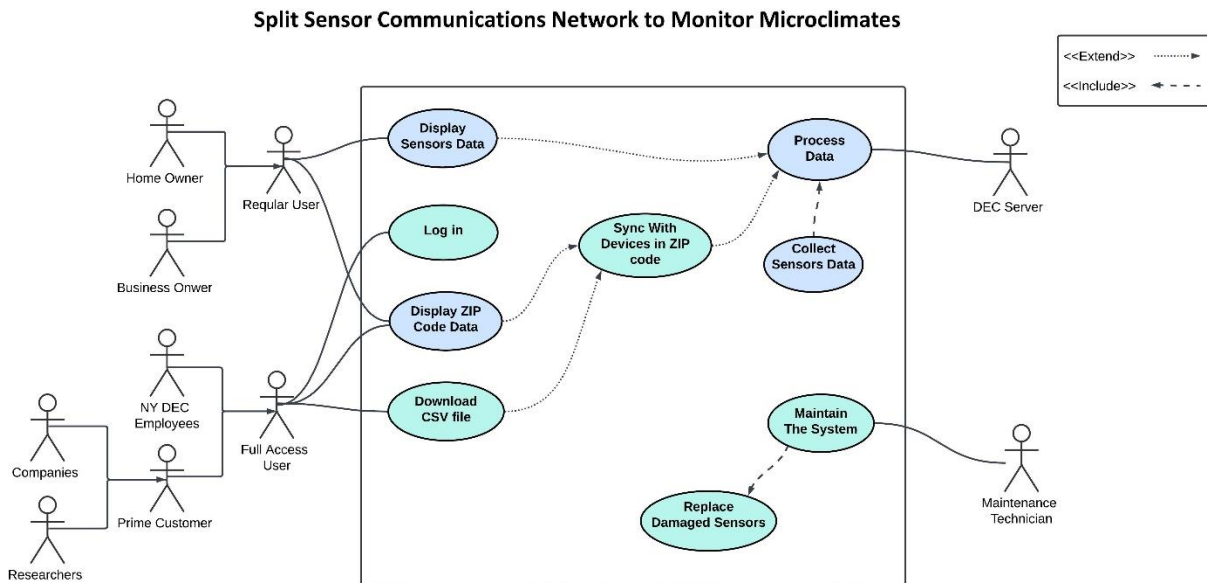 Split Sensor Communications Network to Monitor Microclimates
<<Extend>>
<<Include>>
Home Owner
Business Onwer
Reqular User
NY DEC
Employees
Companies
Researchers
Prime Customer
Full Access
User
Display
Sensors Data
Log in
Display ZIP
Code Data
Download
CSV file
Sync With
Devices in ZIP
code
Process
Data
Collect
Sensors Data
Maintain
The System
Replace
Damaged Sensors
DEC Server
Maintenance
Technician